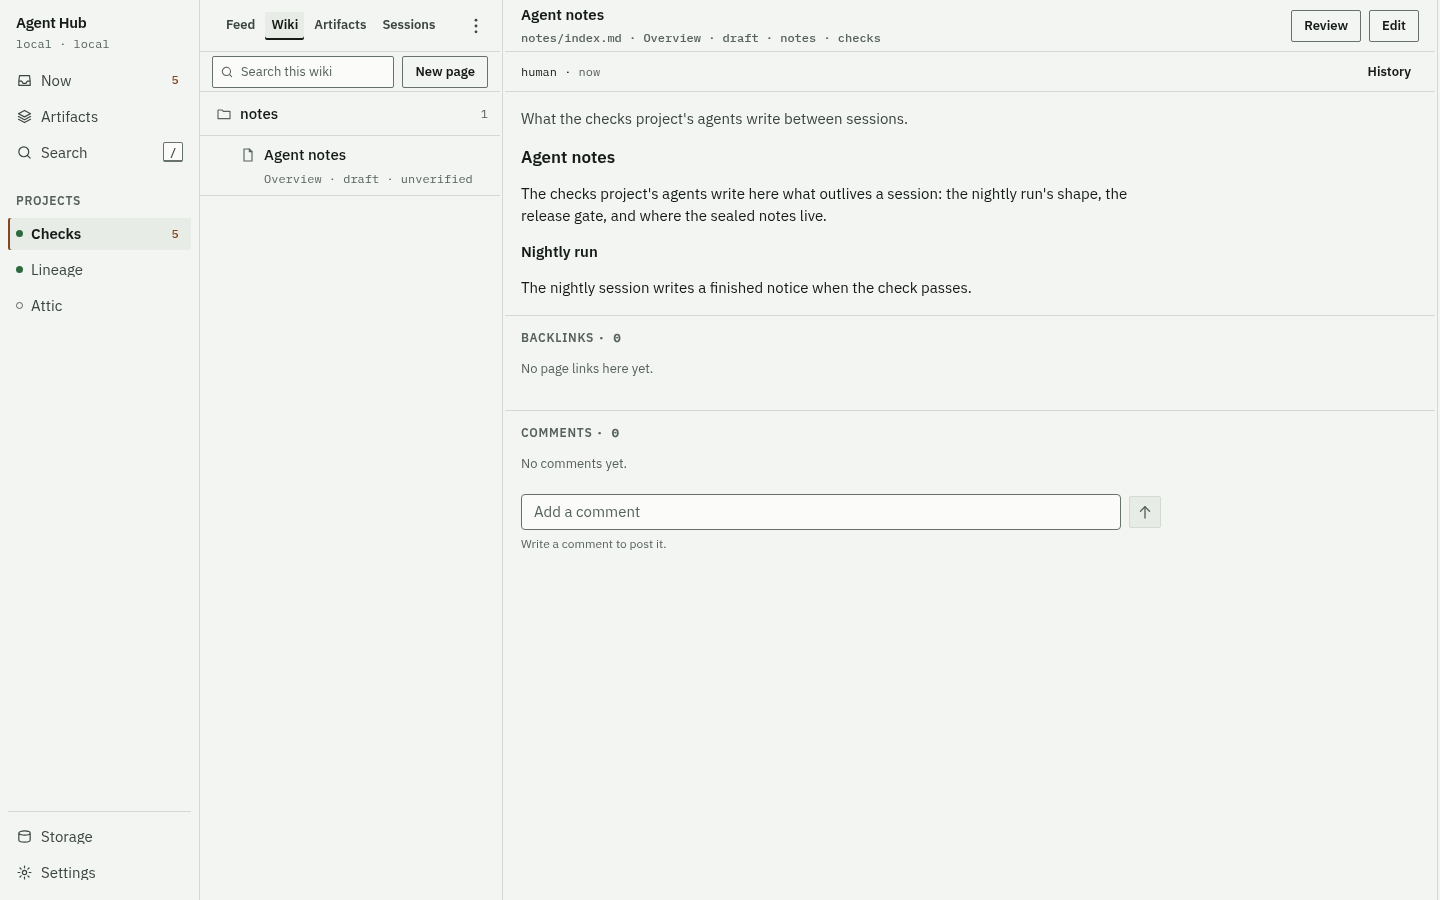 Agent Hub
local · local
Now 5
Artifacts
Search /
PROJECTS
Checks 5
Lineage
Attic
Storage
Settings
Feed Wiki Artifacts Sessions
Search this wiki New page
notes 1
Agent notes
Overview · draft · unverified
Agent notes
notes/index.md · Overview · draft · notes · checks
Review Edit
human · now History
What the checks project's agents write between sessions.
Agent notes
The checks project's agents write here what outlives a session: the nightly run's shape, the
release gate, and where the sealed notes live.
Nightly run
The nightly session writes a finished notice when the check passes.
BACKLINKS · 0
No page links here yet.
COMMENTS · 0
No comments yet.
Add a comment
Write a comment to post it.